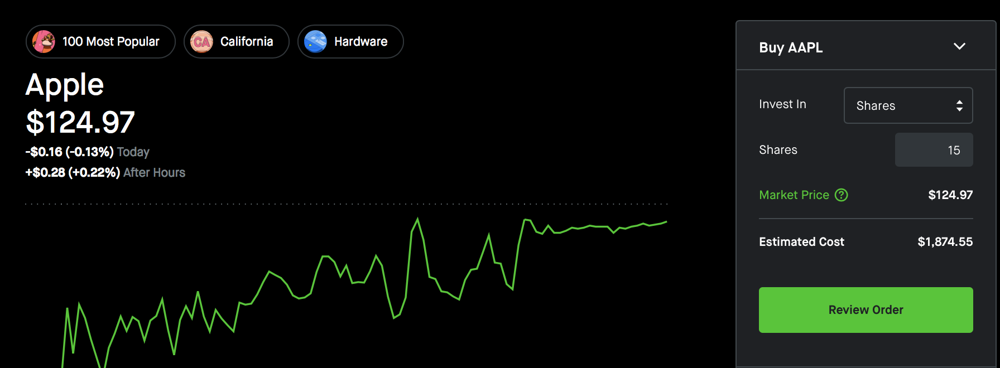 100 Most Popular
CA California
Hardware
Apple
$124.97
-$0.16 (-0.13%) Today
+$0.28 (+0.22%) After Hours
Buy AAPL
Invest In Shares
Shares 15
Market Price ? $124.97
Estimated Cost $1,874.55
Review Order